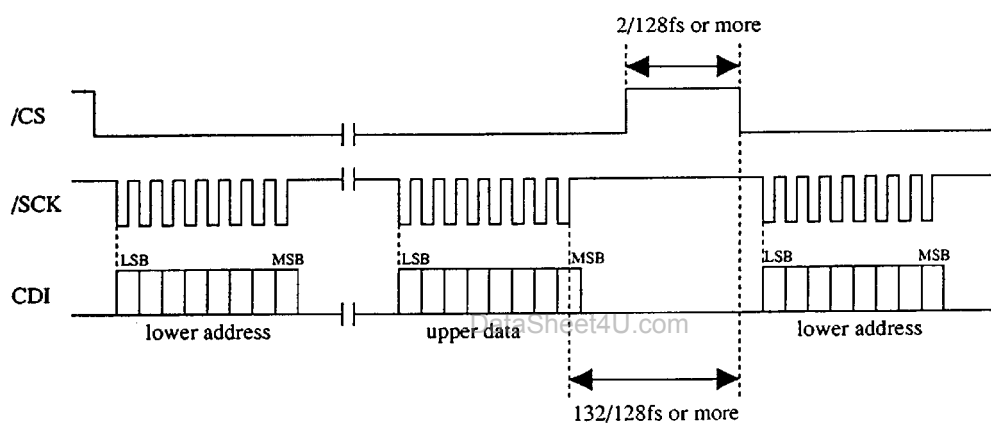 2/128fs or more
/CS
/SCK
LSB MSB LSB MSB LSB MSB
CDI
lower address upper data lower address
DataSheet4U.com
132/128fs or more